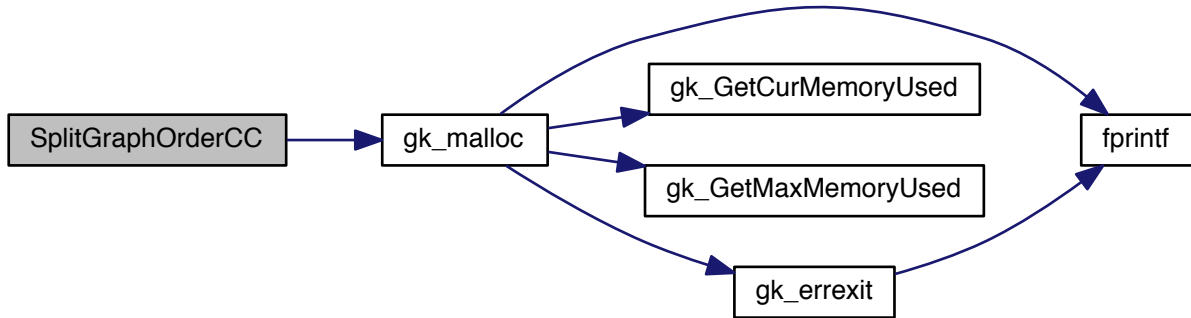 SplitGraphOrderCC
gk_malloc
gk_GetCurMemoryUsed
gk_GetMaxMemoryUsed
gk_errexit
fprintf